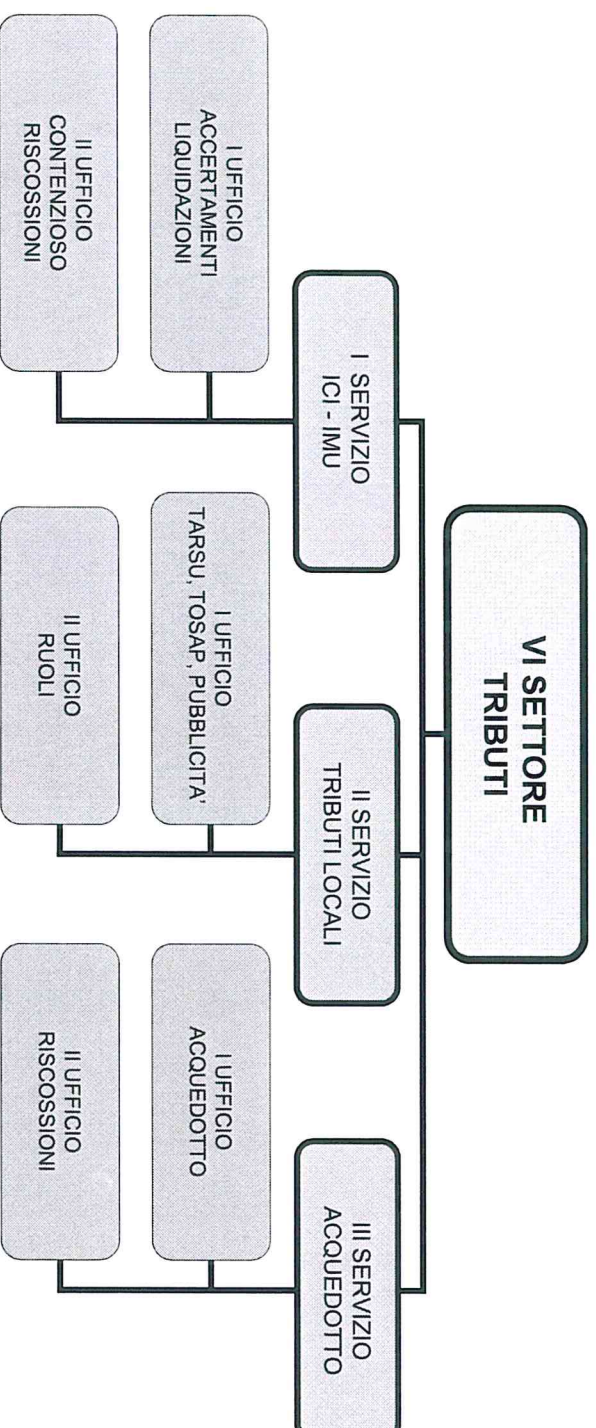 VI SETTORE
TRIBUTI
I SERVIZIO
ICI - IMU
I UFFICIO
ACCERTAMENTI
LIQUIDAZIONI
II UFFICIO
CONTENZIOSO
RISCOSSIONI
II SERVIZIO
TRIBUTI LOCALI
I UFFICIO
TARSU, TOSAP, PUBBLICITA'
II UFFICIO
RUOLI
III SERVIZIO
ACQUEDOTTO
I UFFICIO
ACQUEDOTTO
II UFFICIO
RISCOSSIONI